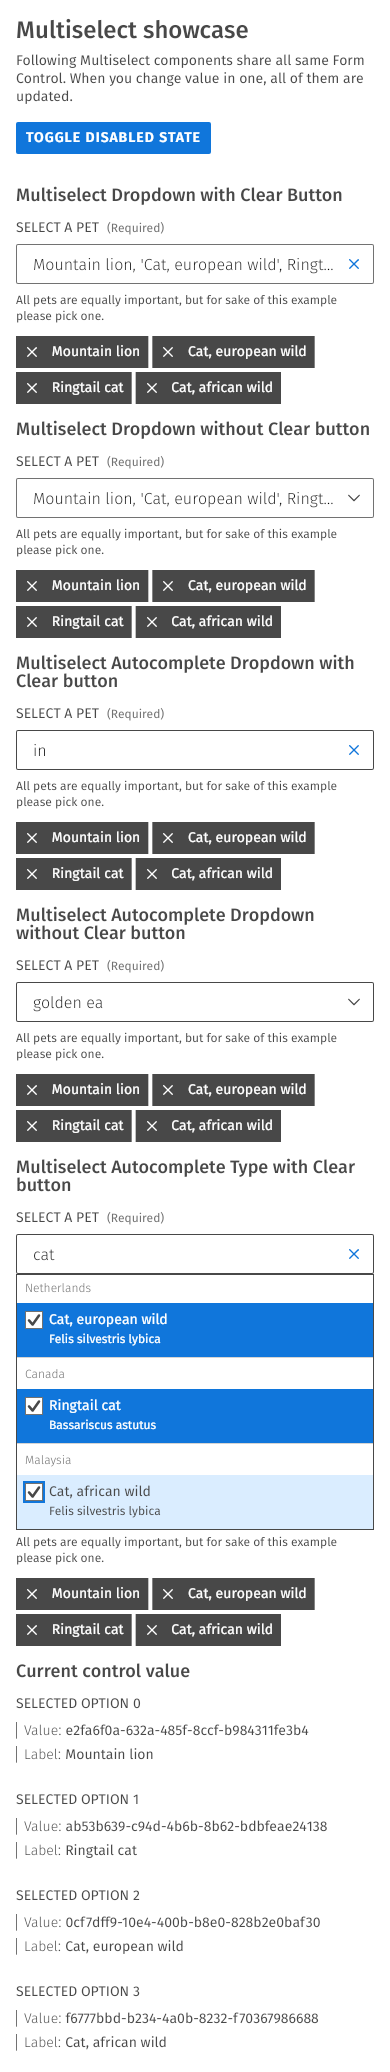 Multiselect showcase
Following Multiselect components share all same Form
Control. When you change value in one, all of them are
updated.
TOGGLE DISABLED STATE
Multiselect Dropdown with Clear Button
SELECT A PET (Required)
Mountain lion, 'Cat, european wild', Ringt...
All pets are equally important, but for sake of this example
please pick one.
Mountain lion Cat, european wild
Ringtail cat Cat, african wild
Multiselect Dropdown without Clear button
SELECT A PET (Required)
Mountain lion, 'Cat, european wild', Ringt...
All pets are equally important, but for sake of this example
please pick one.
Mountain lion Cat, european wild
Ringtail cat Cat, african wild
Multiselect Autocomplete Dropdown with
Clear button
SELECT A PET (Required)
in
All pets are equally important, but for sake of this example
please pick one.
Mountain lion Cat, european wild
Ringtail cat Cat, african wild
Multiselect Autocomplete Dropdown
without Clear button
SELECT A PET (Required)
golden ea
All pets are equally important, but for sake of this example
please pick one.
Mountain lion Cat, european wild
Ringtail cat Cat, african wild
Multiselect Autocomplete Type with Clear
button
SELECT A PET (Required)
cat
Netherlands
Cat, european wild
Felis silvestris lybica
Canada
Ringtail cat
Bassariscus astutus
Malaysia
Cat, african wild
Felis silvestris lybica
All pets are equally important, but for sake of this example
please pick one.
Mountain lion Cat, european wild
Ringtail cat Cat, african wild
Current control value
SELECTED OPTION 0
Value: e2fa6f0a-632a-485f-8ccf-b984311fe3b4
Label: Mountain lion
SELECTED OPTION 1
Value: ab53b639-c94d-4b6b-8b62-bdbfeae24138
Label: Ringtail cat
SELECTED OPTION 2
Value: 0cf7dff9-10e4-400b-b8e0-828b2e0baf30
Label: Cat, european wild
SELECTED OPTION 3
Value: f6777bbd-b234-4a0b-8232-f70367986688
Label: Cat, african wild